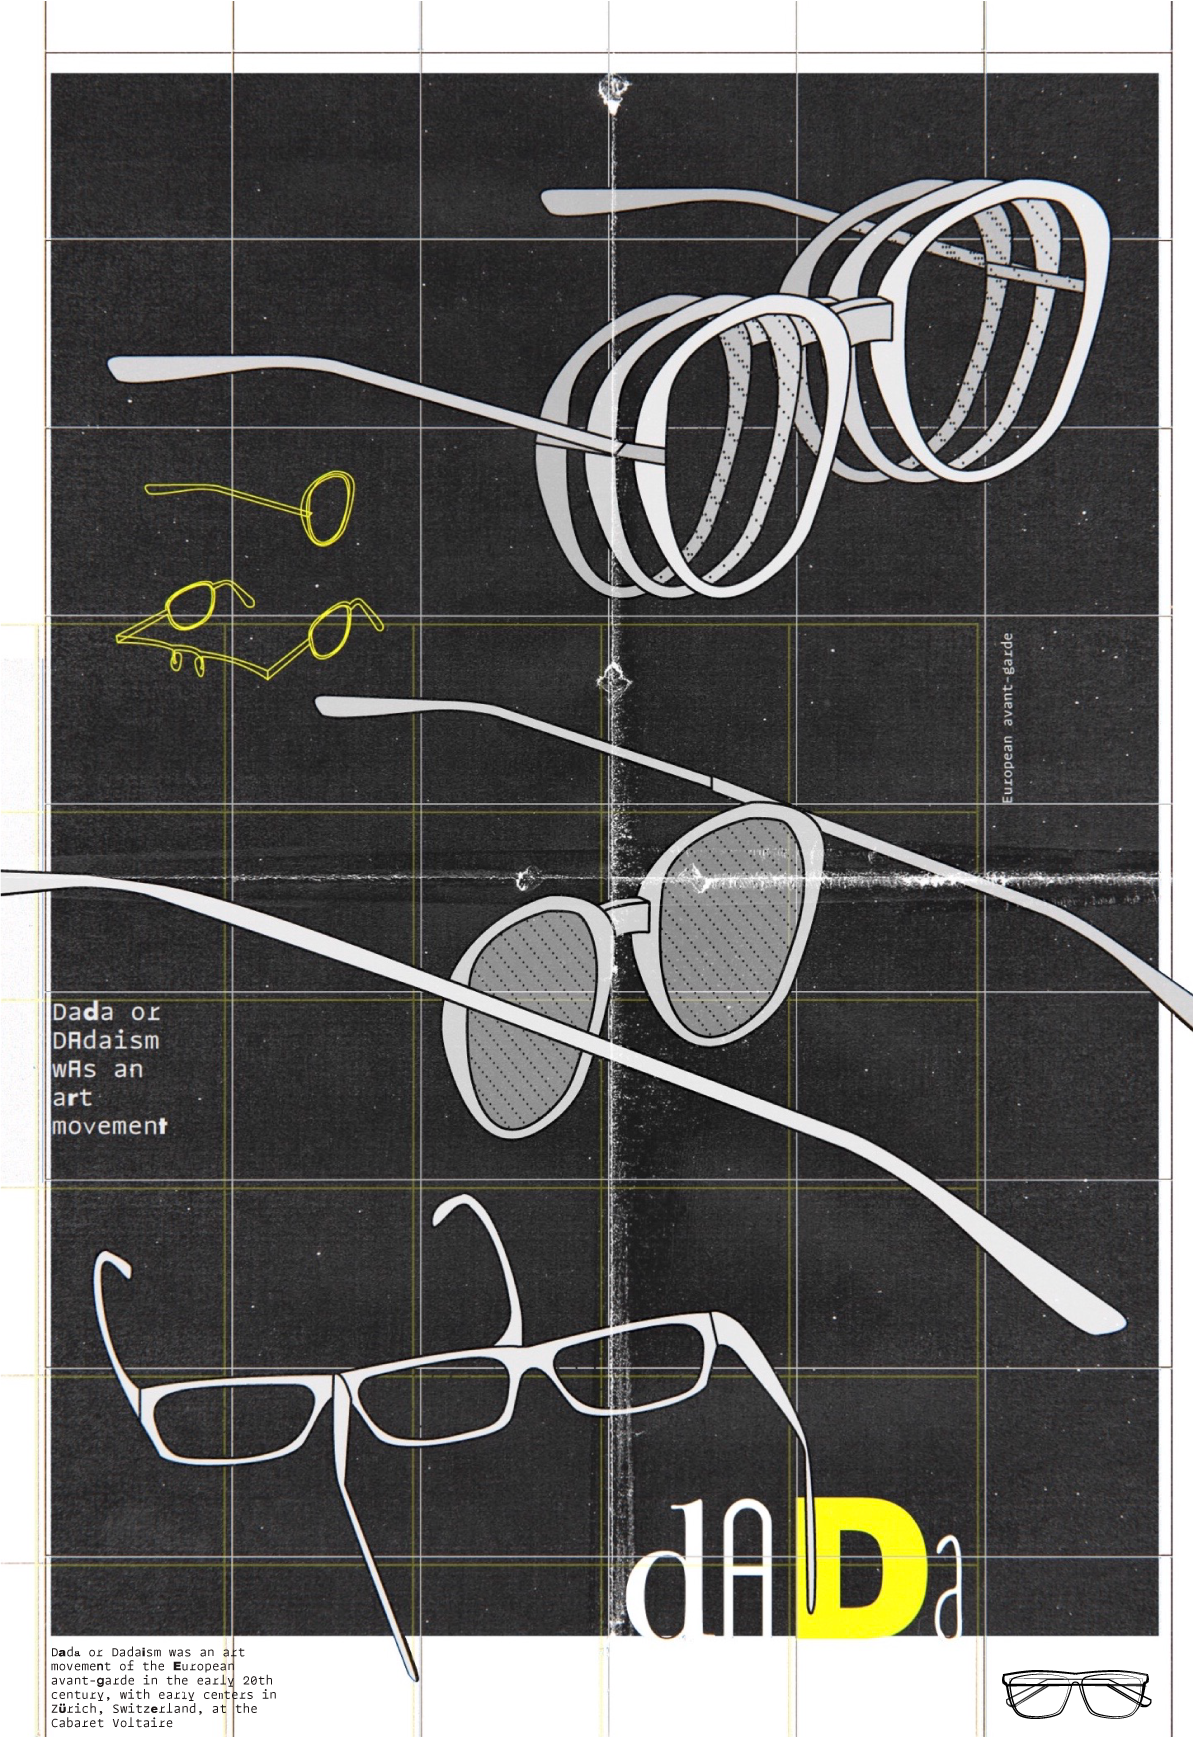 European avant-garde
Dada or
DAdaism
wAs an
art
movement
dADa
Dada or Dadaism was an art
movement of the European
avant-garde in the early 20th
century, with early centers in
Zürich, Switzerland, at the
Cabaret Voltaire